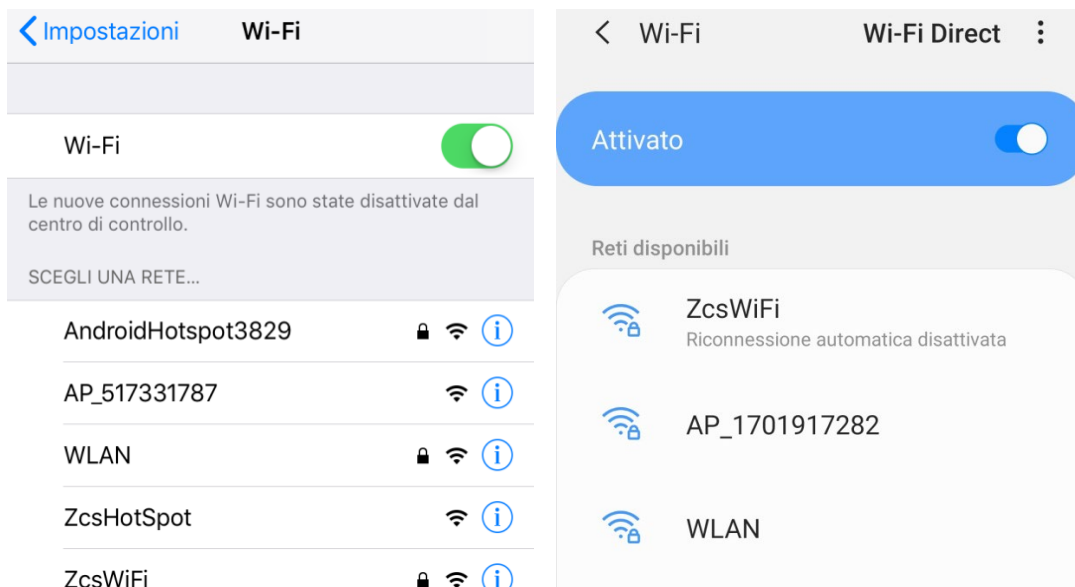 Impostazioni
Wi-Fi
Wi-Fi
Le nuove connessioni Wi-Fi sono state disattivate dal
centro di controllo.
SCEGLI UNA RETE...
AndroidHotspot3829
AP_517331787
WLAN
ZcsHotSpot
ZcsWiFi
Wi-Fi
Wi-Fi Direct
Attivato
Reti disponibili
ZcsWiFi
Riconnessione automatica disattivata
AP_1701917282
WLAN